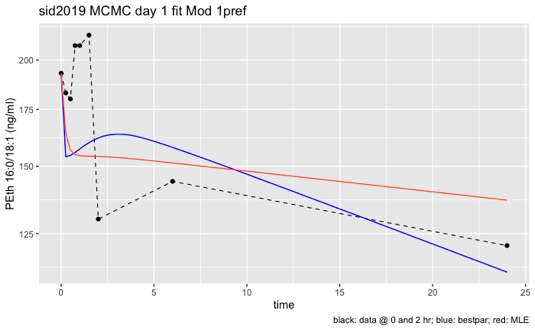 sid2019 MCMC day 1 fit Mod 1pref
PEth 16:0/18:1 (ng/ml)
200
175
150
125
0
5
10
15
20
25
time
black: data @ 0 and 2 hr; blue: bestpar; red: MLE